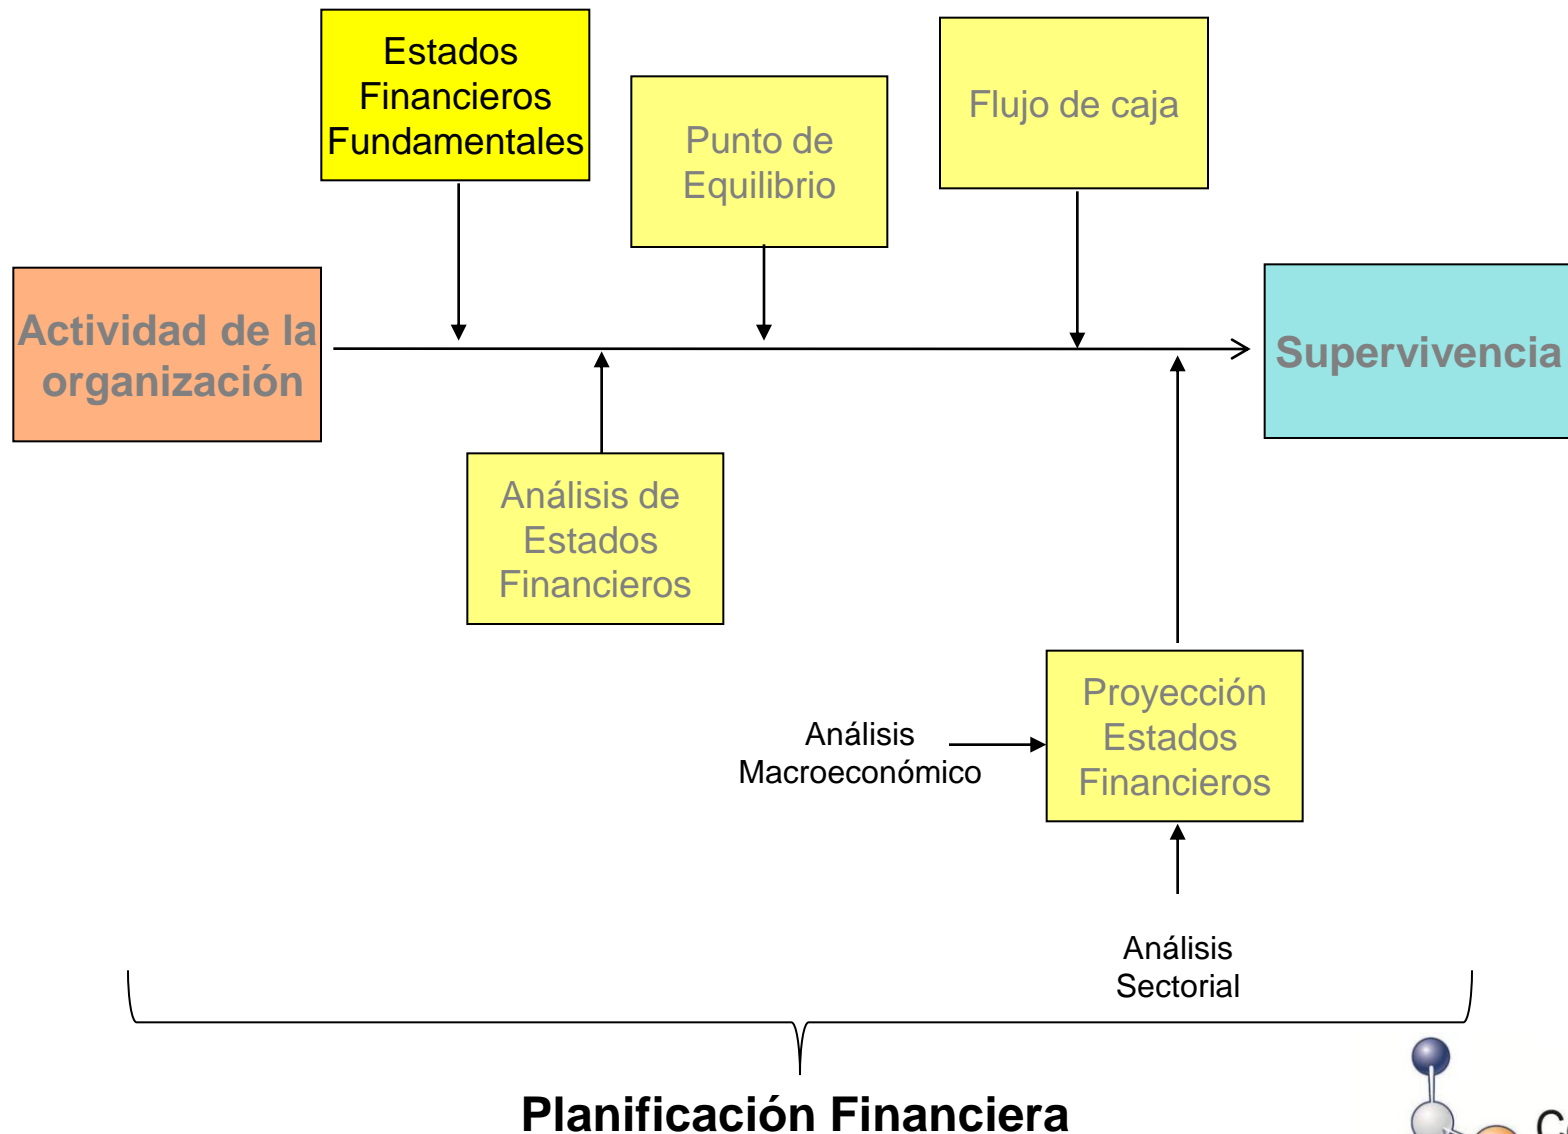 Estados
Financieros
Fundamentales
Punto de
Equilibrio
Flujo de caja
Actividad de la
organización
Supervivencia
Análisis de
Estados
Financieros
Proyección
Estados
Financieros
Análisis
Macroeconómico
Análisis
Sectorial
Planificación Financiera